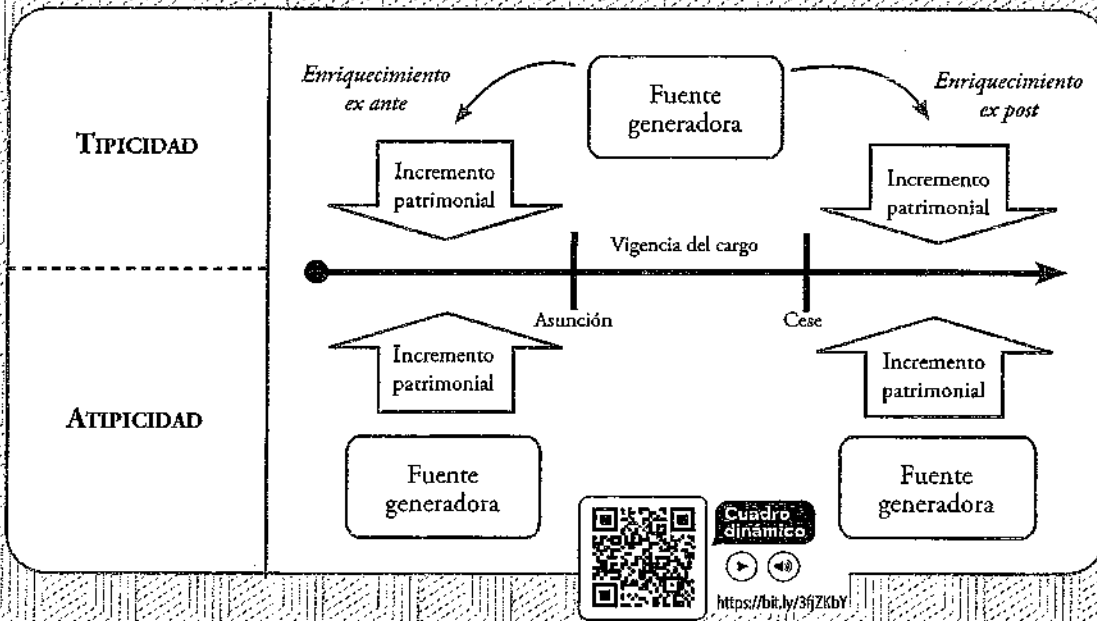 TIPICIDAD
Enriquecimiento
ex ante
Fuente
generadora
Enriquecimiento
ex post
Incremento
patrimonial
Incremento
patrimonial
Vigencia del cargo
Asunción
Cese
ATIPICIDAD
Incremento
patrimonial
Incremento
patrimonial
Fuente
generadora
Fuente
generadora
Cuadro
dinámico
https://bit.ly/3fjZKbY